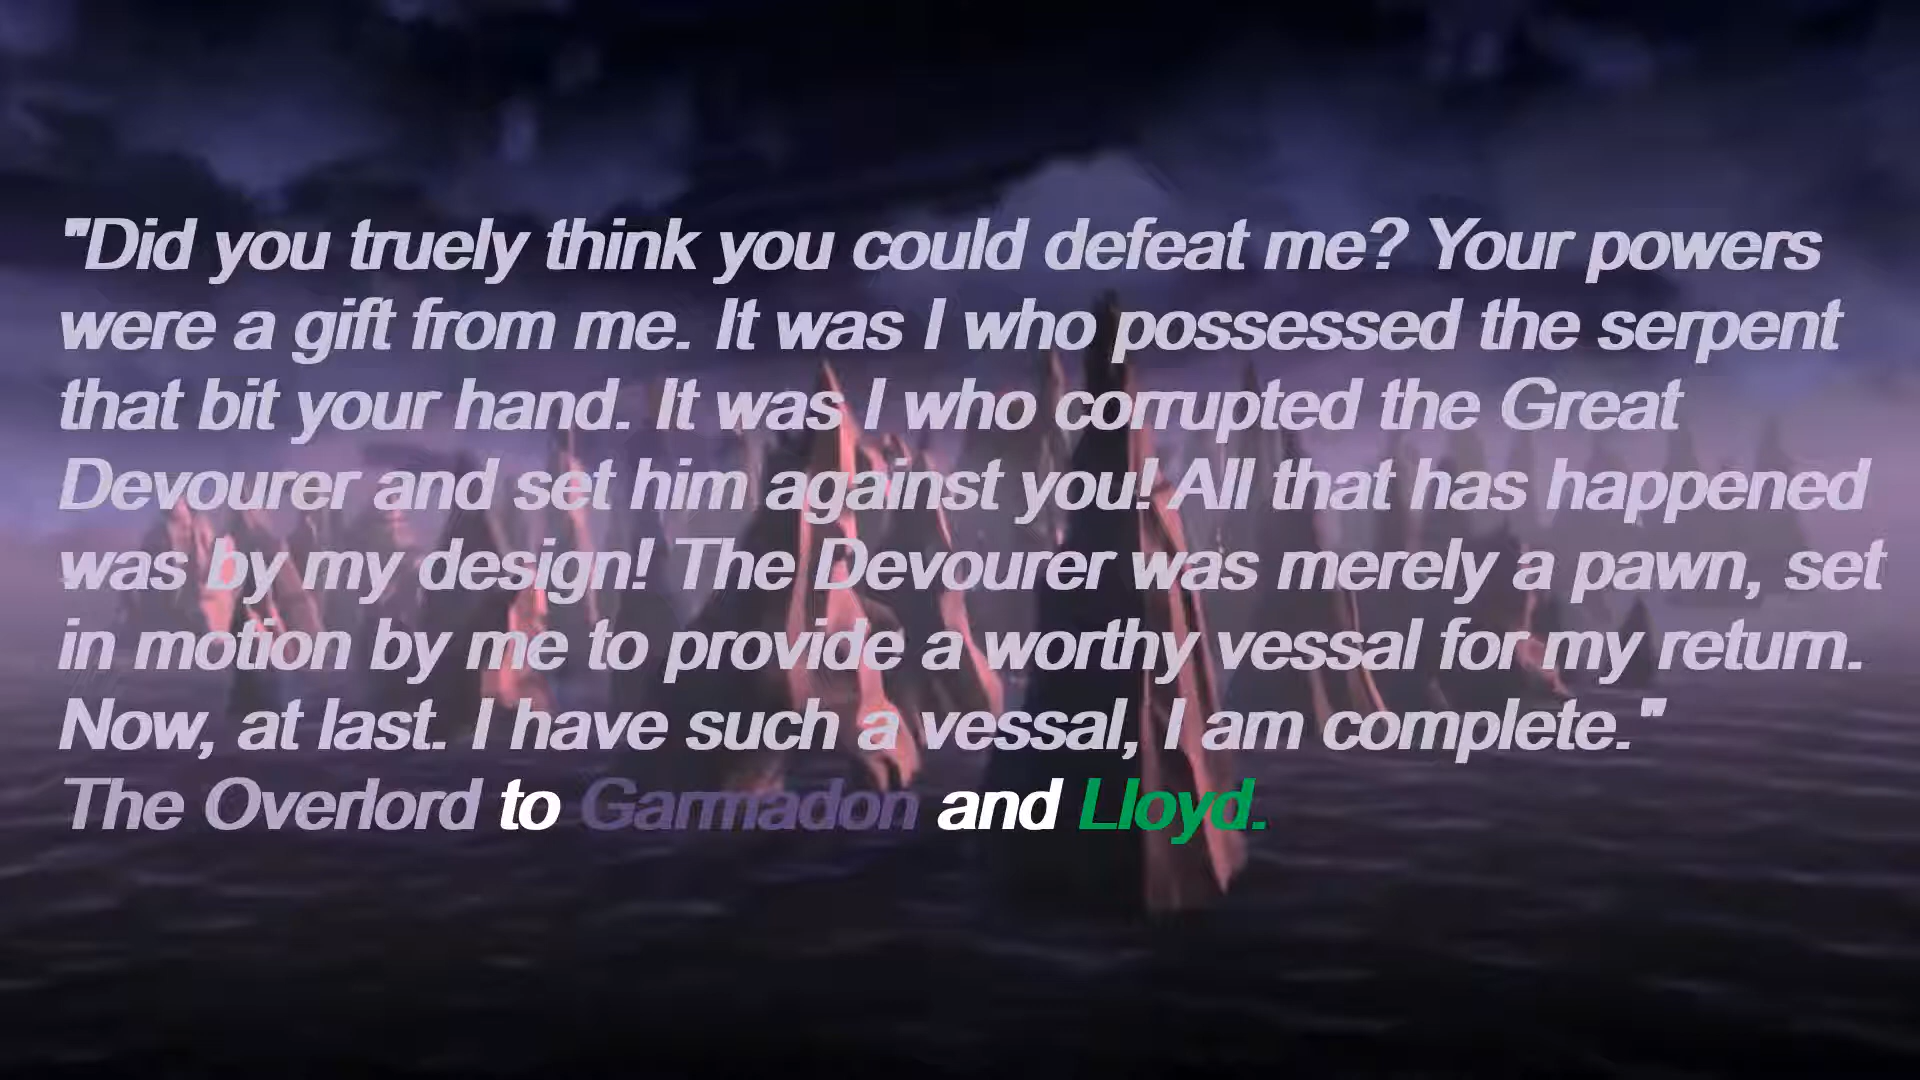 "Did you truely think you could defeat me? Your powers
were a gift from me. It was I who possessed the serpent
that bit your hand. It was I who corrupted the Great
Devourer and set him against you! All that has happened
was by my design! The Devourer was merely a pawn, set
in motion by me to provide a worthy vessal for my return.
Now, at last. I have such a vessal, I am complete."
The Overlord to Garmadon and Lloyd.